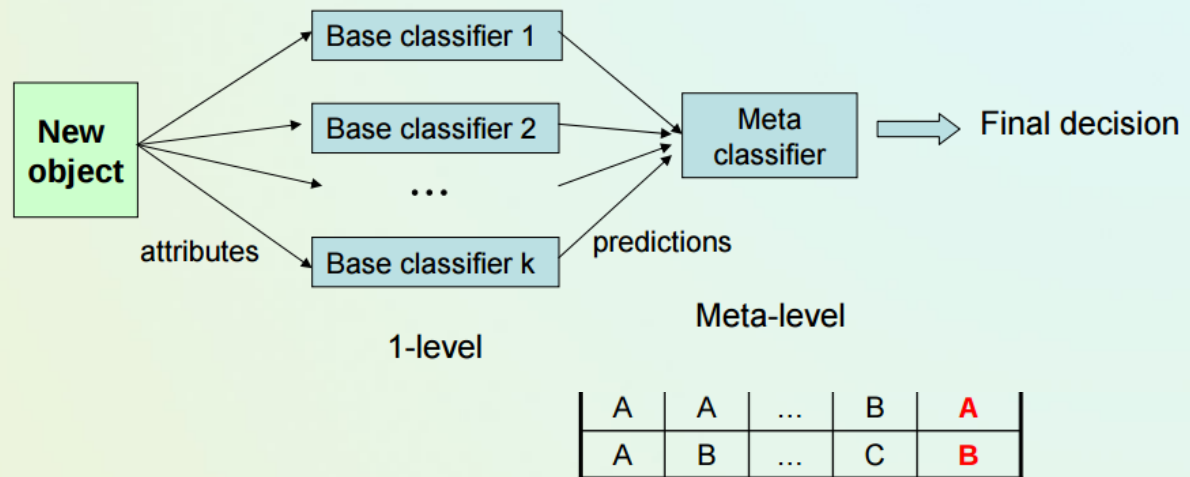 Base classifier 1
New
object
Base classifier 2
...
Base classifier k
attributes
predictions
Meta
classifier
Final decision
1-level
Meta-level
A A ... B A
A B ... C B